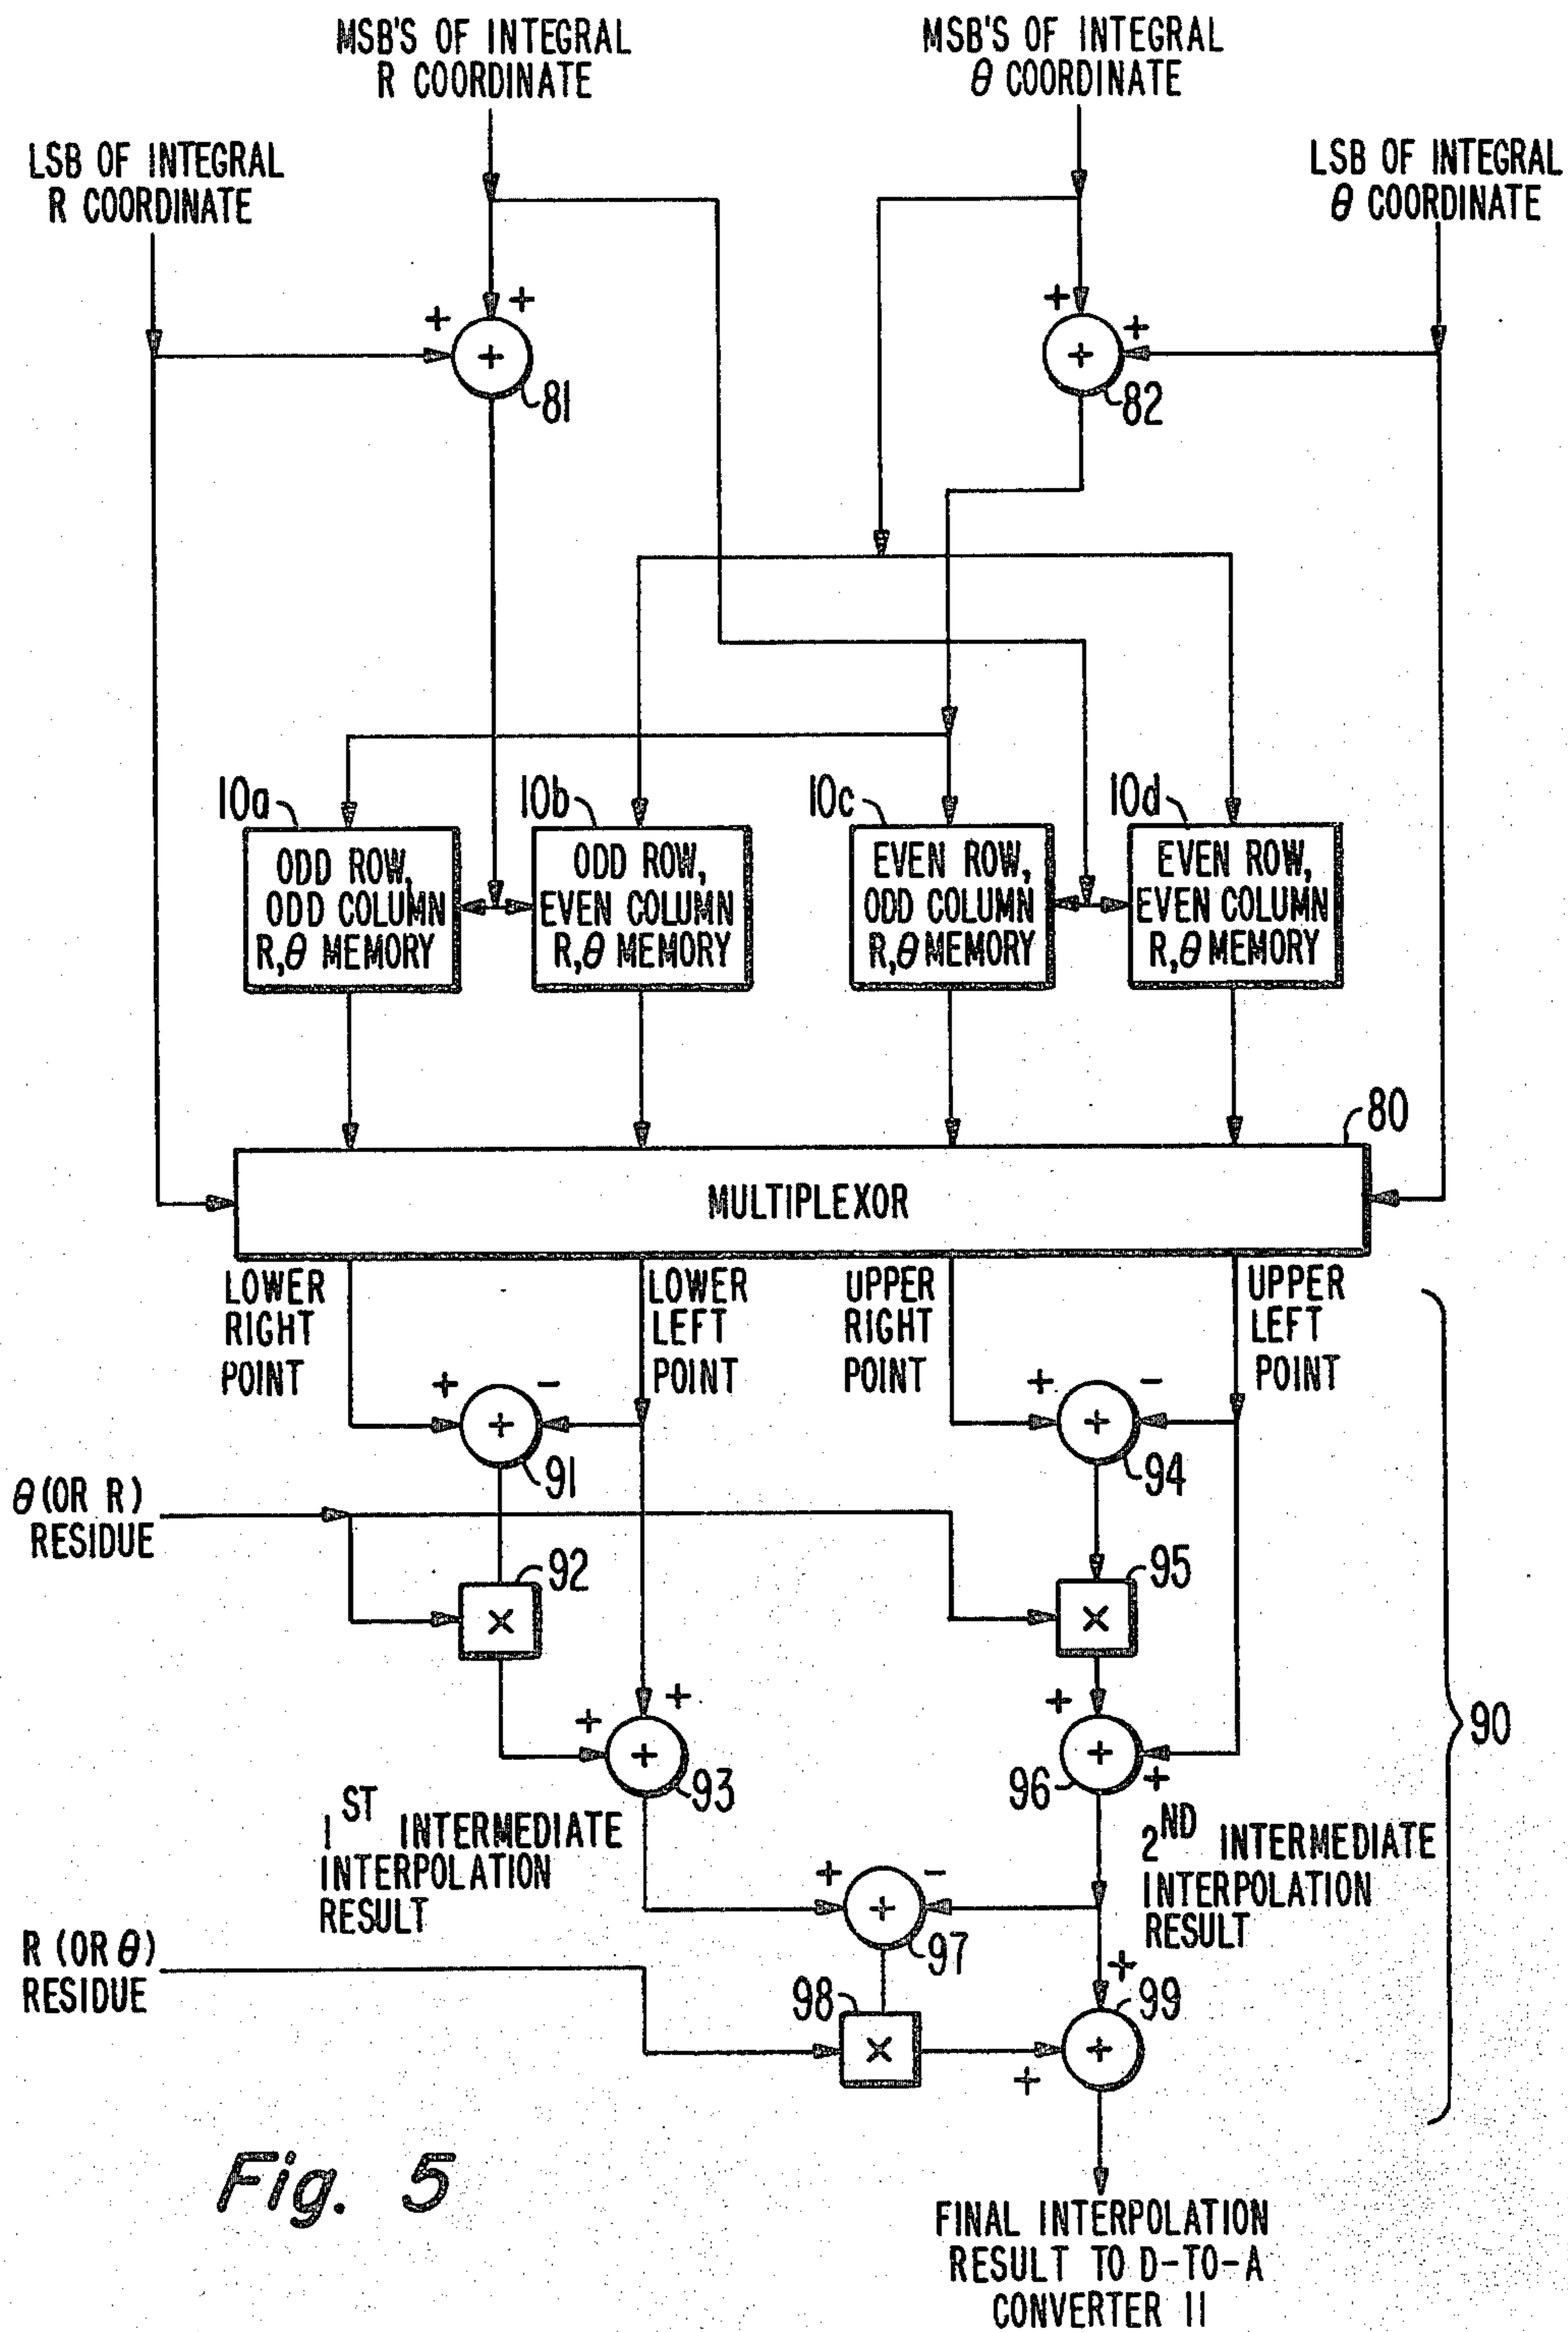 MSB'S OF INTEGRAL
R COORDINATE
MSB'S OF INTEGRAL
θ COORDINATE
LSB OF INTEGRAL
R COORDINATE
LSB OF INTEGRAL
θ COORDINATE
+
+
+
81
+
+
+
82
10a
ODD ROW,
ODD COLUMN
R,θ MEMORY
10b
ODD ROW,
EVEN COLUMN
R,θ MEMORY
10c
EVEN ROW,
ODD COLUMN
R,θ MEMORY
10d
EVEN ROW,
EVEN COLUMN
R,θ MEMORY
80
MULTIPLEXOR
LOWER
RIGHT
POINT
LOWER
LEFT
POINT
UPPER
RIGHT
POINT
UPPER
LEFT
POINT
+
-
+
91
+
-
+
94
θ (OR R)
RESIDUE
92
×
95
×
+
+
+
93
+
+
+
96
90
1ST INTERMEDIATE
INTERPOLATION
RESULT
2ND INTERMEDIATE
INTERPOLATION
RESULT
+
-
+
97
R (OR θ)
RESIDUE
98
×
+
99
+
+
Fig. 5
FINAL INTERPOLATION
RESULT TO D-TO-A
CONVERTER 11